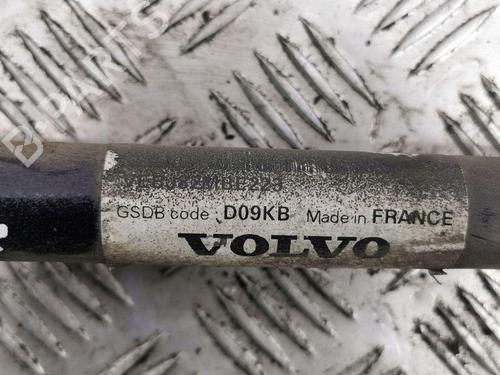 GSDB code D09KB Made in FRANCE
VOLVO